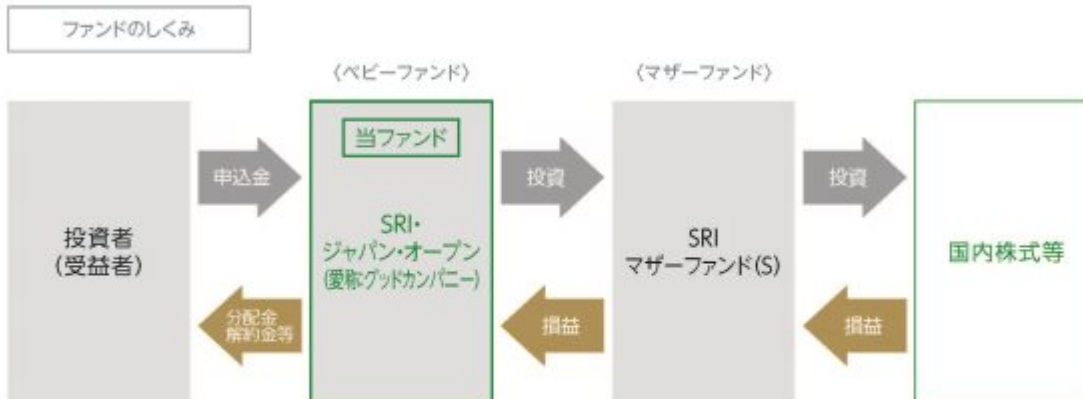 ファンドのしくみ
〈ベビーファンド〉
〈マザーファンド〉
投資者
(受益者)
申込金
分配金
解約金等
当ファンド
SRI・
ジャパン・オープン
(愛称:グッドカンパニー)
投資
損益
SRI
マザーファンド(S)
投資
損益
国内株式等